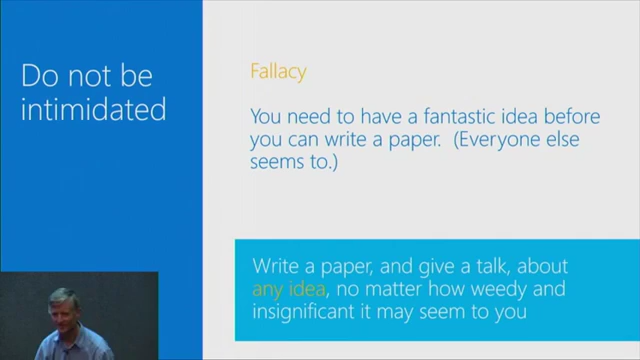 Do not be
intimidated
Fallacy
You need to have a fantastic idea before
you can write a paper.  (Everyone else
seems to.)
Write a paper, and give a talk, about
any idea, no matter how weedy and
insignificant it may seem to you